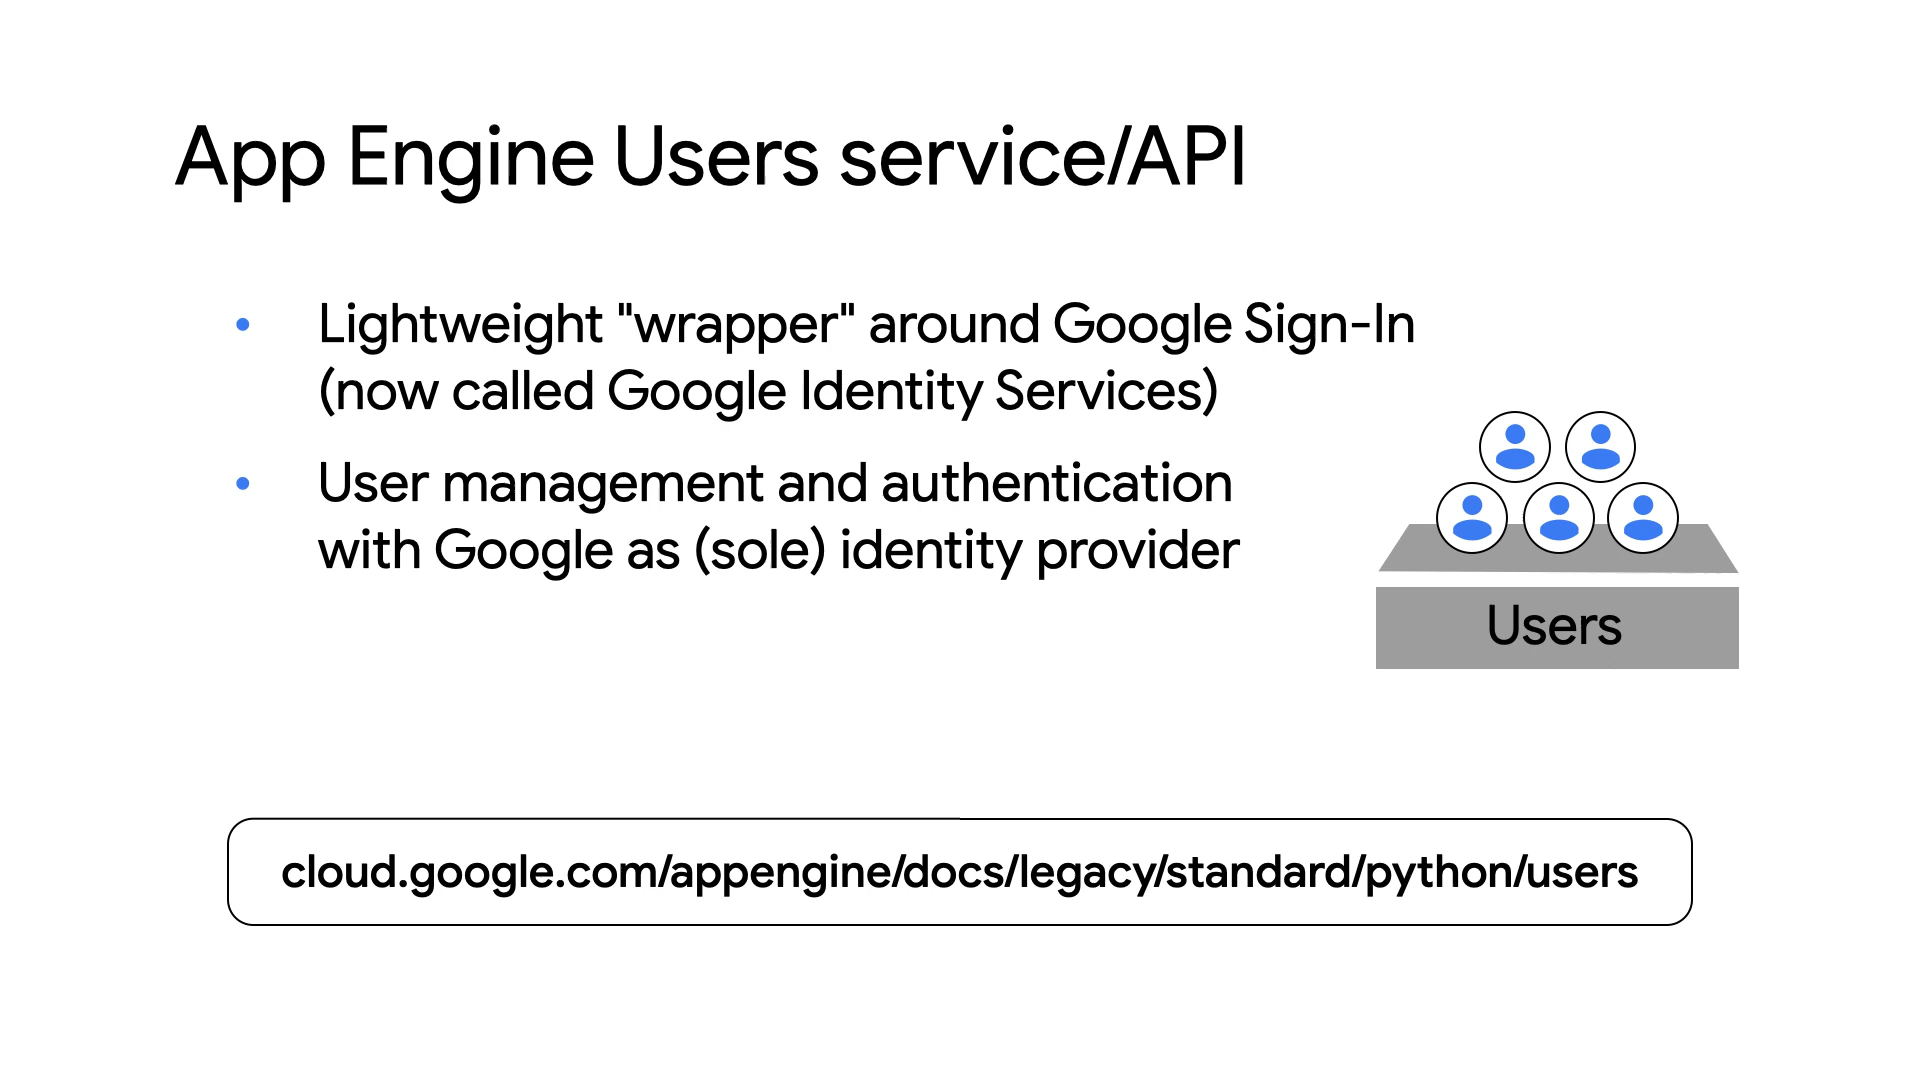 App Engine Users service/API
• Lightweight "wrapper" around Google Sign-In
(now called Google Identity Services)
• User management and authentication
with Google as (sole) identity provider
Users
cloud.google.com/appengine/docs/legacy/standard/python/users